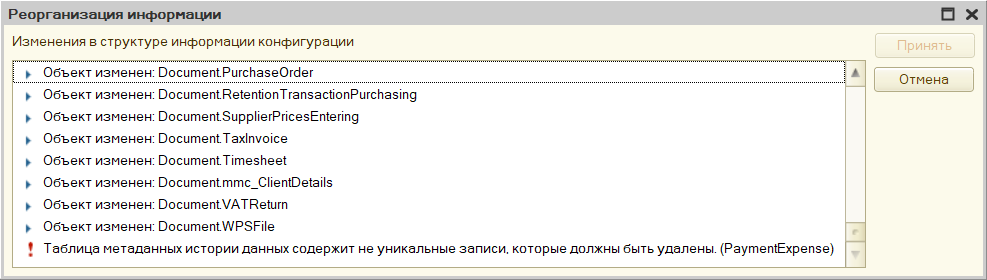 Реорганизация информации
Изменения в структуре информации конфигурации
Принять
Отмена
Объект изменен: Document.PurchaseOrder
Объект изменен: Document.RetentionTransactionPurchasing
Объект изменен: Document.SupplierPricesEntering
Объект изменен: Document.TaxInvoice
Объект изменен: Document.Timesheet
Объект изменен: Document.mmc_ClientDetails
Объект изменен: Document.VATReturn
Объект изменен: Document.WPSFile
Таблица метаданных истории данных содержит не уникальные записи, которые должны быть удалены. (PaymentExpense)